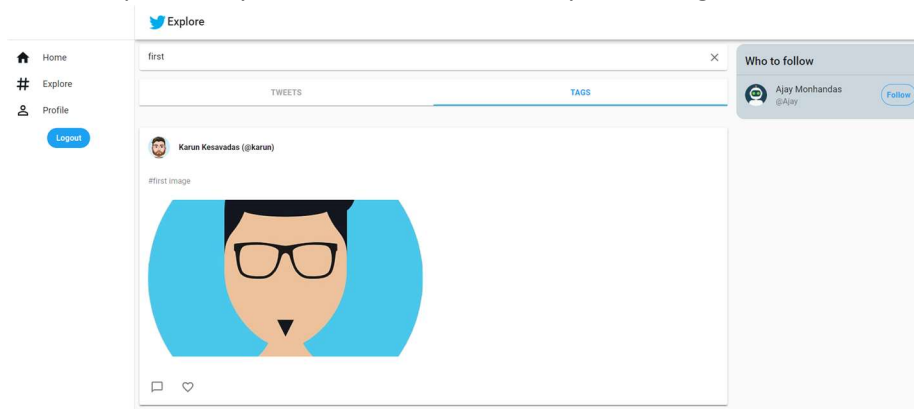 Explore
Home
Explore
Profile
Logout
first
TWEETS
TAGS
Karun Kesavadas (@karun)
#first image
Who to follow
Ajay Monhandas
@Ajay
Follow